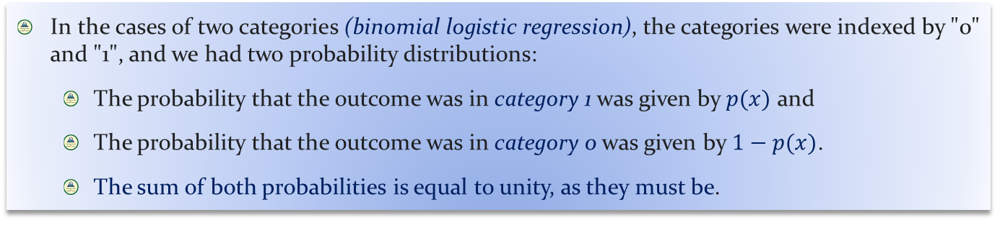 In the cases of two categories (binomial logistic regression), the categories were indexed by "0"
and "1", and we had two probability distributions:
The probability that the outcome was in category 1 was given by p(x) and
The probability that the outcome was in category 0 was given by 1 − p(x).
The sum of both probabilities is equal to unity, as they must be.